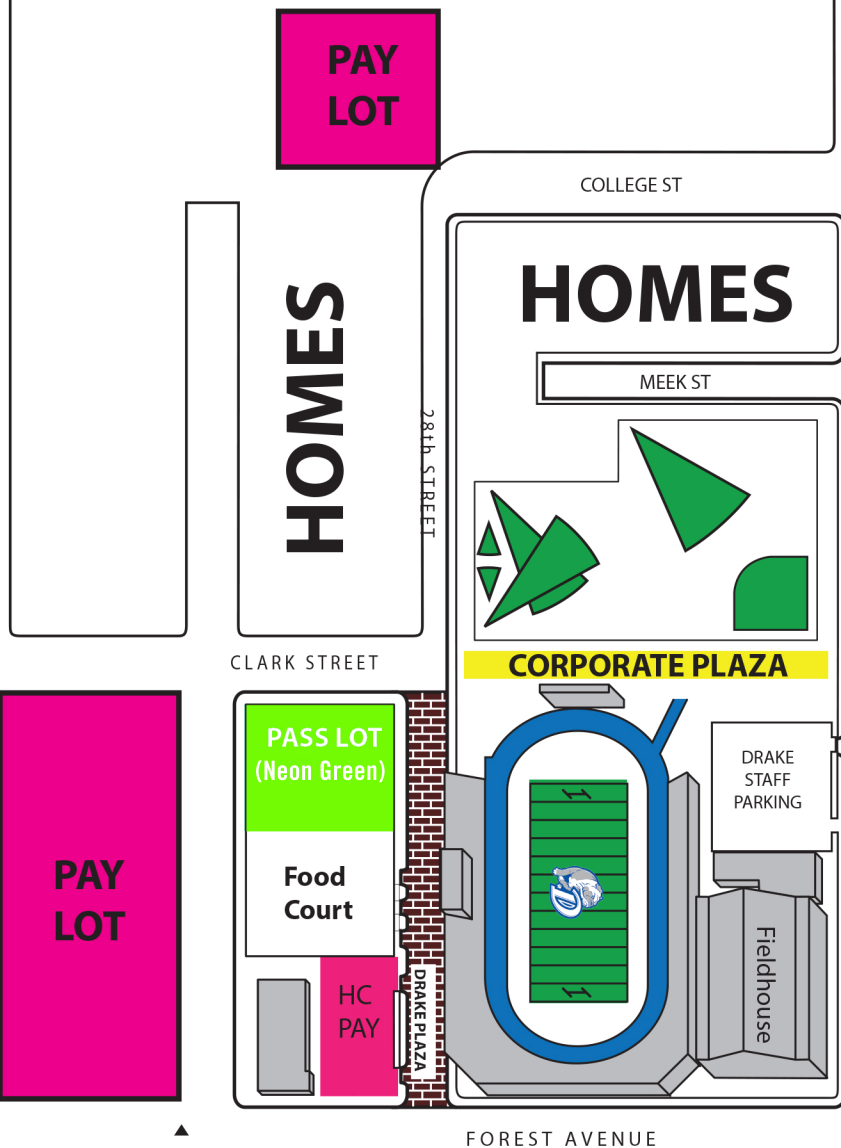 PAY
LOT
COLLEGE ST
HOMES
HOMES
MEEK ST
28th STREET
CLARK STREET
CORPORATE PLAZA
PASS LOT
(Neon Green)
DRAKE
STAFF
PARKING
PAY
LOT
Food
Court
HC
PAY
DRAKE PLAZA
D
Fieldhouse
FOREST AVENUE